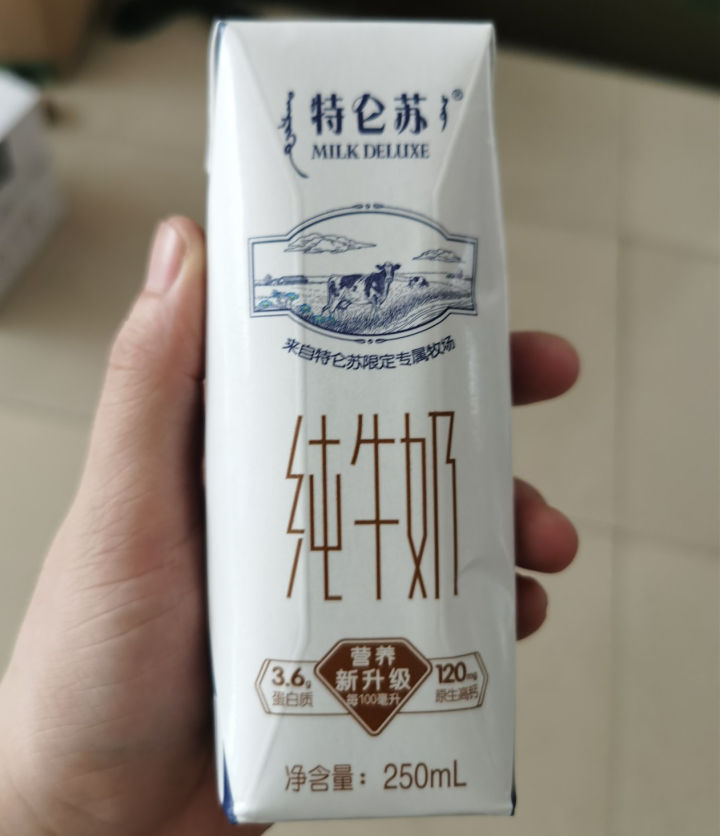 特仑苏®
MILK DELUXE
来自特仑苏限定专属牧场
纯牛奶
营养
新升级
每100毫升
3.6g
蛋白质
120mg
原生高钙
净含量：250mL